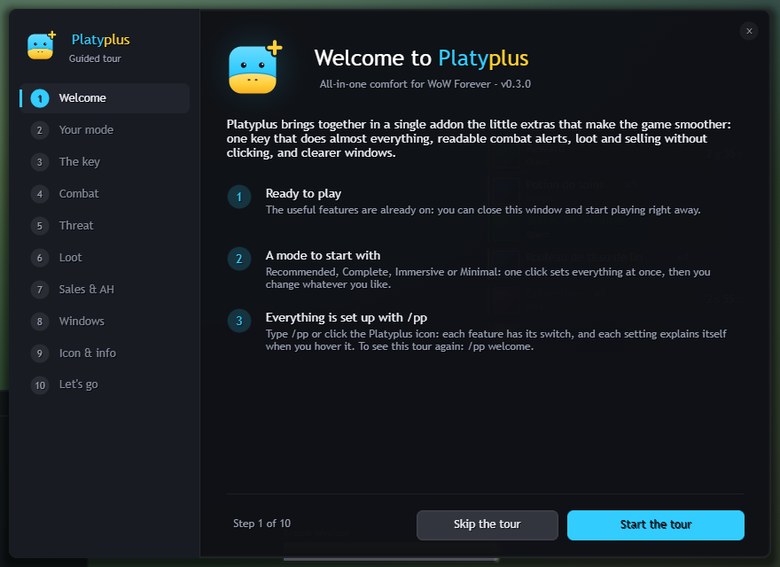 Platyplus
Guided tour
1 Welcome
2 Your mode
3 The key
4 Combat
5 Threat
6 Loot
7 Sales & AH
8 Windows
9 Icon & info
10 Let's go
×
Welcome to Platyplus
All-in-one comfort for WoW Forever - v0.3.0
Platyplus brings together in a single addon the little extras that make the game smoother:
one key that does almost everything, readable combat alerts, loot and selling without
clicking, and clearer windows.
1 Ready to play
The useful features are already on: you can close this window and start playing right away.
2 A mode to start with
Recommended, Complete, Immersive or Minimal: one click sets everything at once, then you
change whatever you like.
3 Everything is set up with /pp
Type /pp or click the Platyplus icon: each feature has its switch, and each setting explains itself
when you hover it. To see this tour again: /pp welcome.
Step 1 of 10
Skip the tour
Start the tour